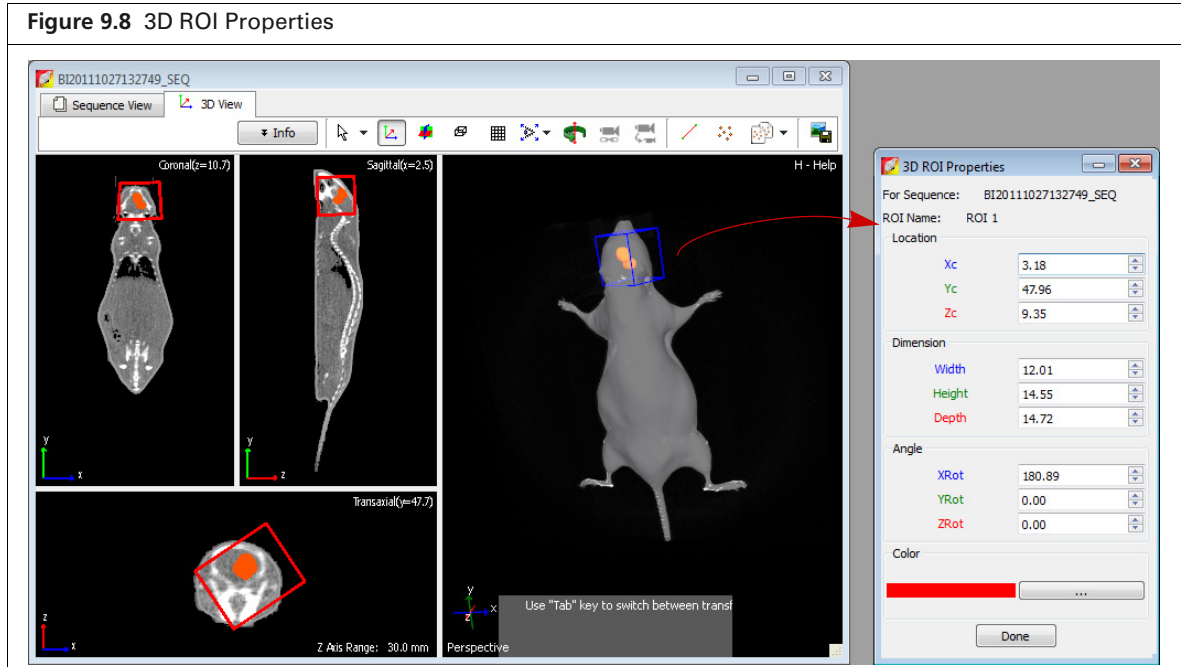 Figure 9.8 3D ROI Properties
BI20111027132749_SEQ
Sequence View
3D View
Info
Coronal(z=10.7)
Sagittal(x=2.5)
H - Help
y
x
y
z
Transaxial(y=47.7)
z
x
Z Axis Range: 30.0 mm
y
x
z
Use "Tab" key to switch between transf
Perspective
3D ROI Properties
For Sequence: BI20111027132749_SEQ
ROI Name: ROI 1
Location
Xc 3.18
Yc 47.96
Zc 9.35
Dimension
Width 12.01
Height 14.55
Depth 14.72
Angle
XRot 180.89
YRot 0.00
ZRot 0.00
Color
...
Done